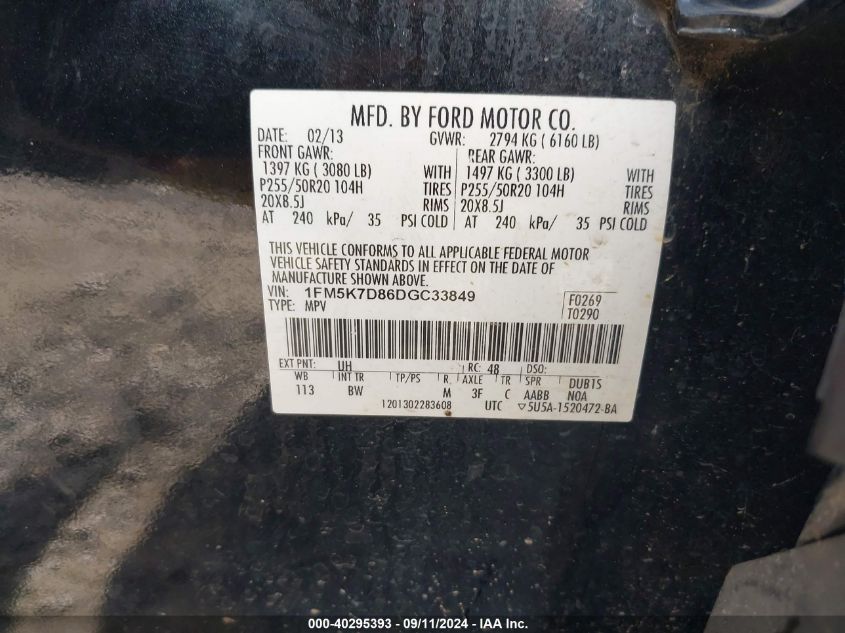 MFD. BY FORD MOTOR CO.
DATE: 02/13 GVWR: 2794 KG ( 6160 LB)
FRONT GAWR: REAR GAWR:
1397 KG ( 3080 LB) WITH 1497 KG ( 3300 LB) WITH
P255/50R20 104H TIRES P255/50R20 104H TIRES
20X8.5J RIMS 20X8.5J RIMS
AT 240 kPa/ 35 PSI COLD AT 240 kPa/ 35 PSI COLD
THIS VEHICLE CONFORMS TO ALL APPLICABLE FEDERAL MOTOR
VEHICLE SAFETY STANDARDS IN EFFECT ON THE DATE OF
MANUFACTURE SHOWN ABOVE.
VIN: 1FM5K7D86DGC33849 F0269
TYPE: MPV T0290
EXT PNT: UH RC: 48 DSO:
WB INT TR TP/PS R. AXLE TR SPR DUB1S
113 BW M 3F C AABB NOA
1201302283608 UTC ▽5U5A-1520472-BA
000-40295393 - 09/11/2024 - IAA Inc.